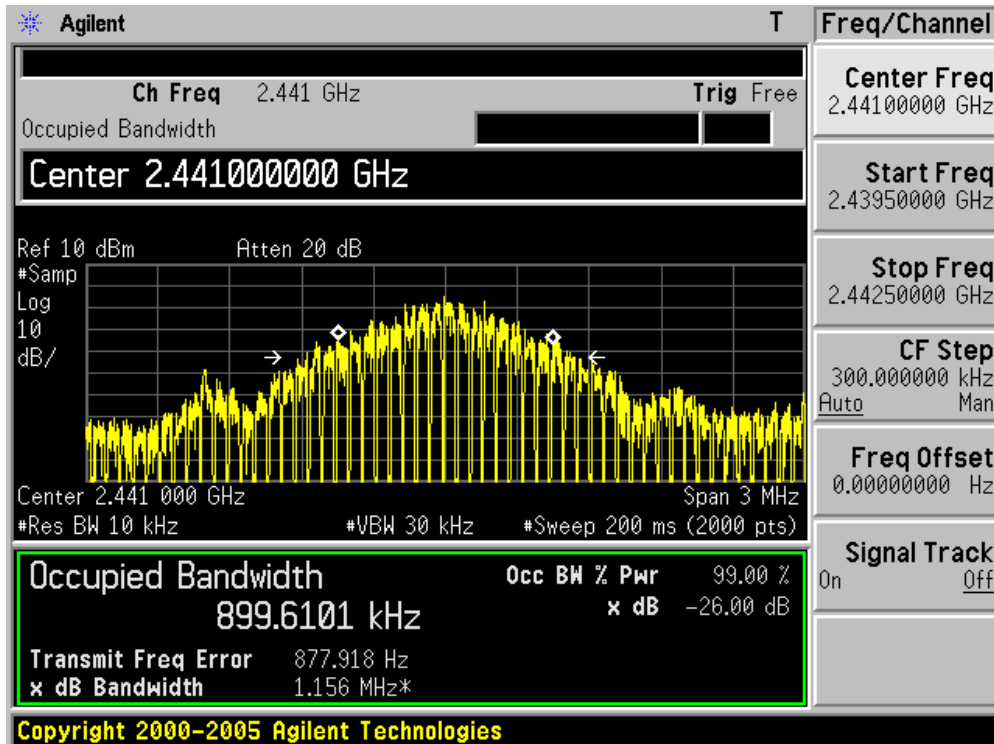 Agilent T
Ch Freq 2.441 GHz Trig Free
Occupied Bandwidth
Center 2.441000000 GHz
Ref 10 dBm Atten 20 dB
#Samp
Log
10
dB/
Center 2.441 000 GHz Span 3 MHz
#Res BW 10 kHz #VBW 30 kHz #Sweep 200 ms (2000 pts)
Occupied Bandwidth
899.6101 kHz
Occ BW % Pwr 99.00 %
x dB -26.00 dB
Transmit Freq Error 877.918 Hz
x dB Bandwidth 1.156 MHz*
Copyright 2000-2005 Agilent Technologies
Freq/Channel
Center Freq
2.44100000 GHz
Start Freq
2.43950000 GHz
Stop Freq
2.44250000 GHz
CF Step
300.000000 kHz
Auto Man
Freq Offset
0.00000000 Hz
Signal Track
On Off